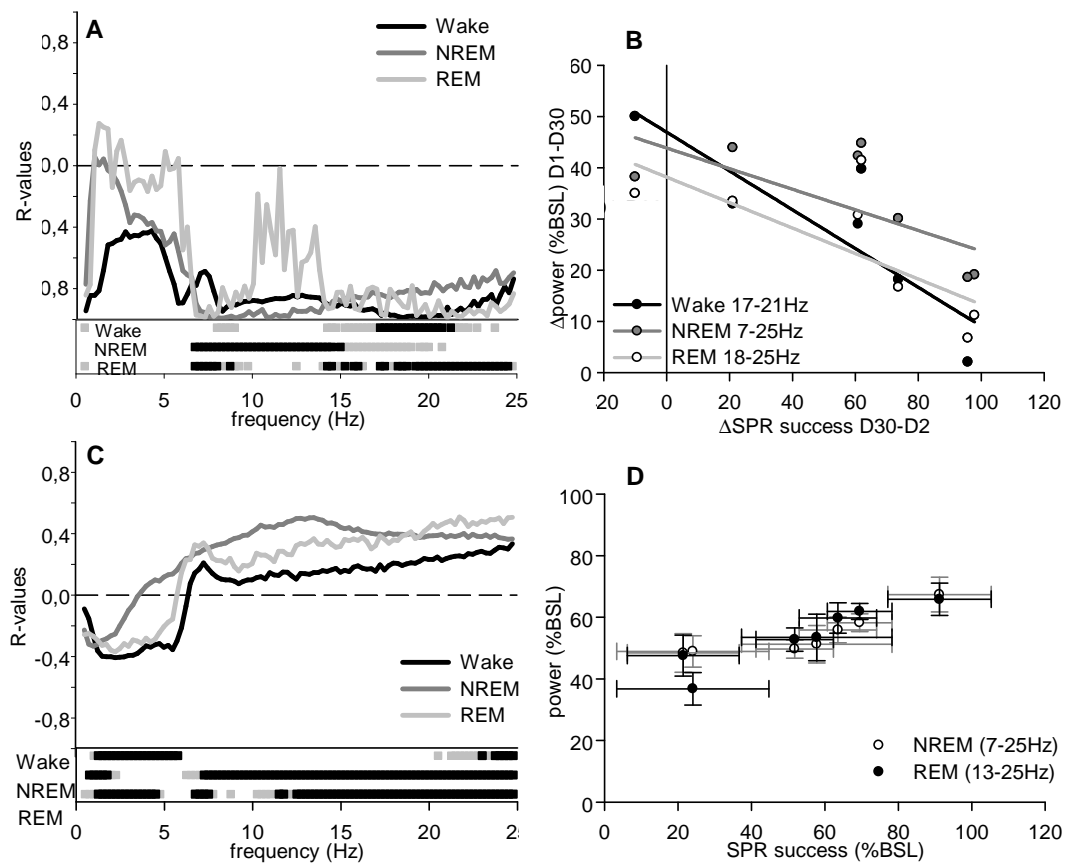 A
Wake
NREM
REM
0,8
0,4
0,0
0,4
0,8
R-values
Wake
NREM
REM
0 5 10 15 20 25
frequency (Hz)
B
60
50
40
30
20
10
0
Δpower (%BSL) D1-D30
Wake 17-21Hz
NREM 7-25Hz
REM 18-25Hz
20 0 20 40 60 80 100 120
ΔSPR success D30-D2
C
0,8
0,4
0,0
-0,4
-0,8
R-values
Wake
NREM
REM
Wake
NREM
REM
0 5 10 15 20
frequency (Hz)
D
100
80
60
40
20
0
power (%BSL)
NREM (7-25Hz)
REM (13-25Hz)
0 20 40 60 80 100 120
SPR success (%BSL)